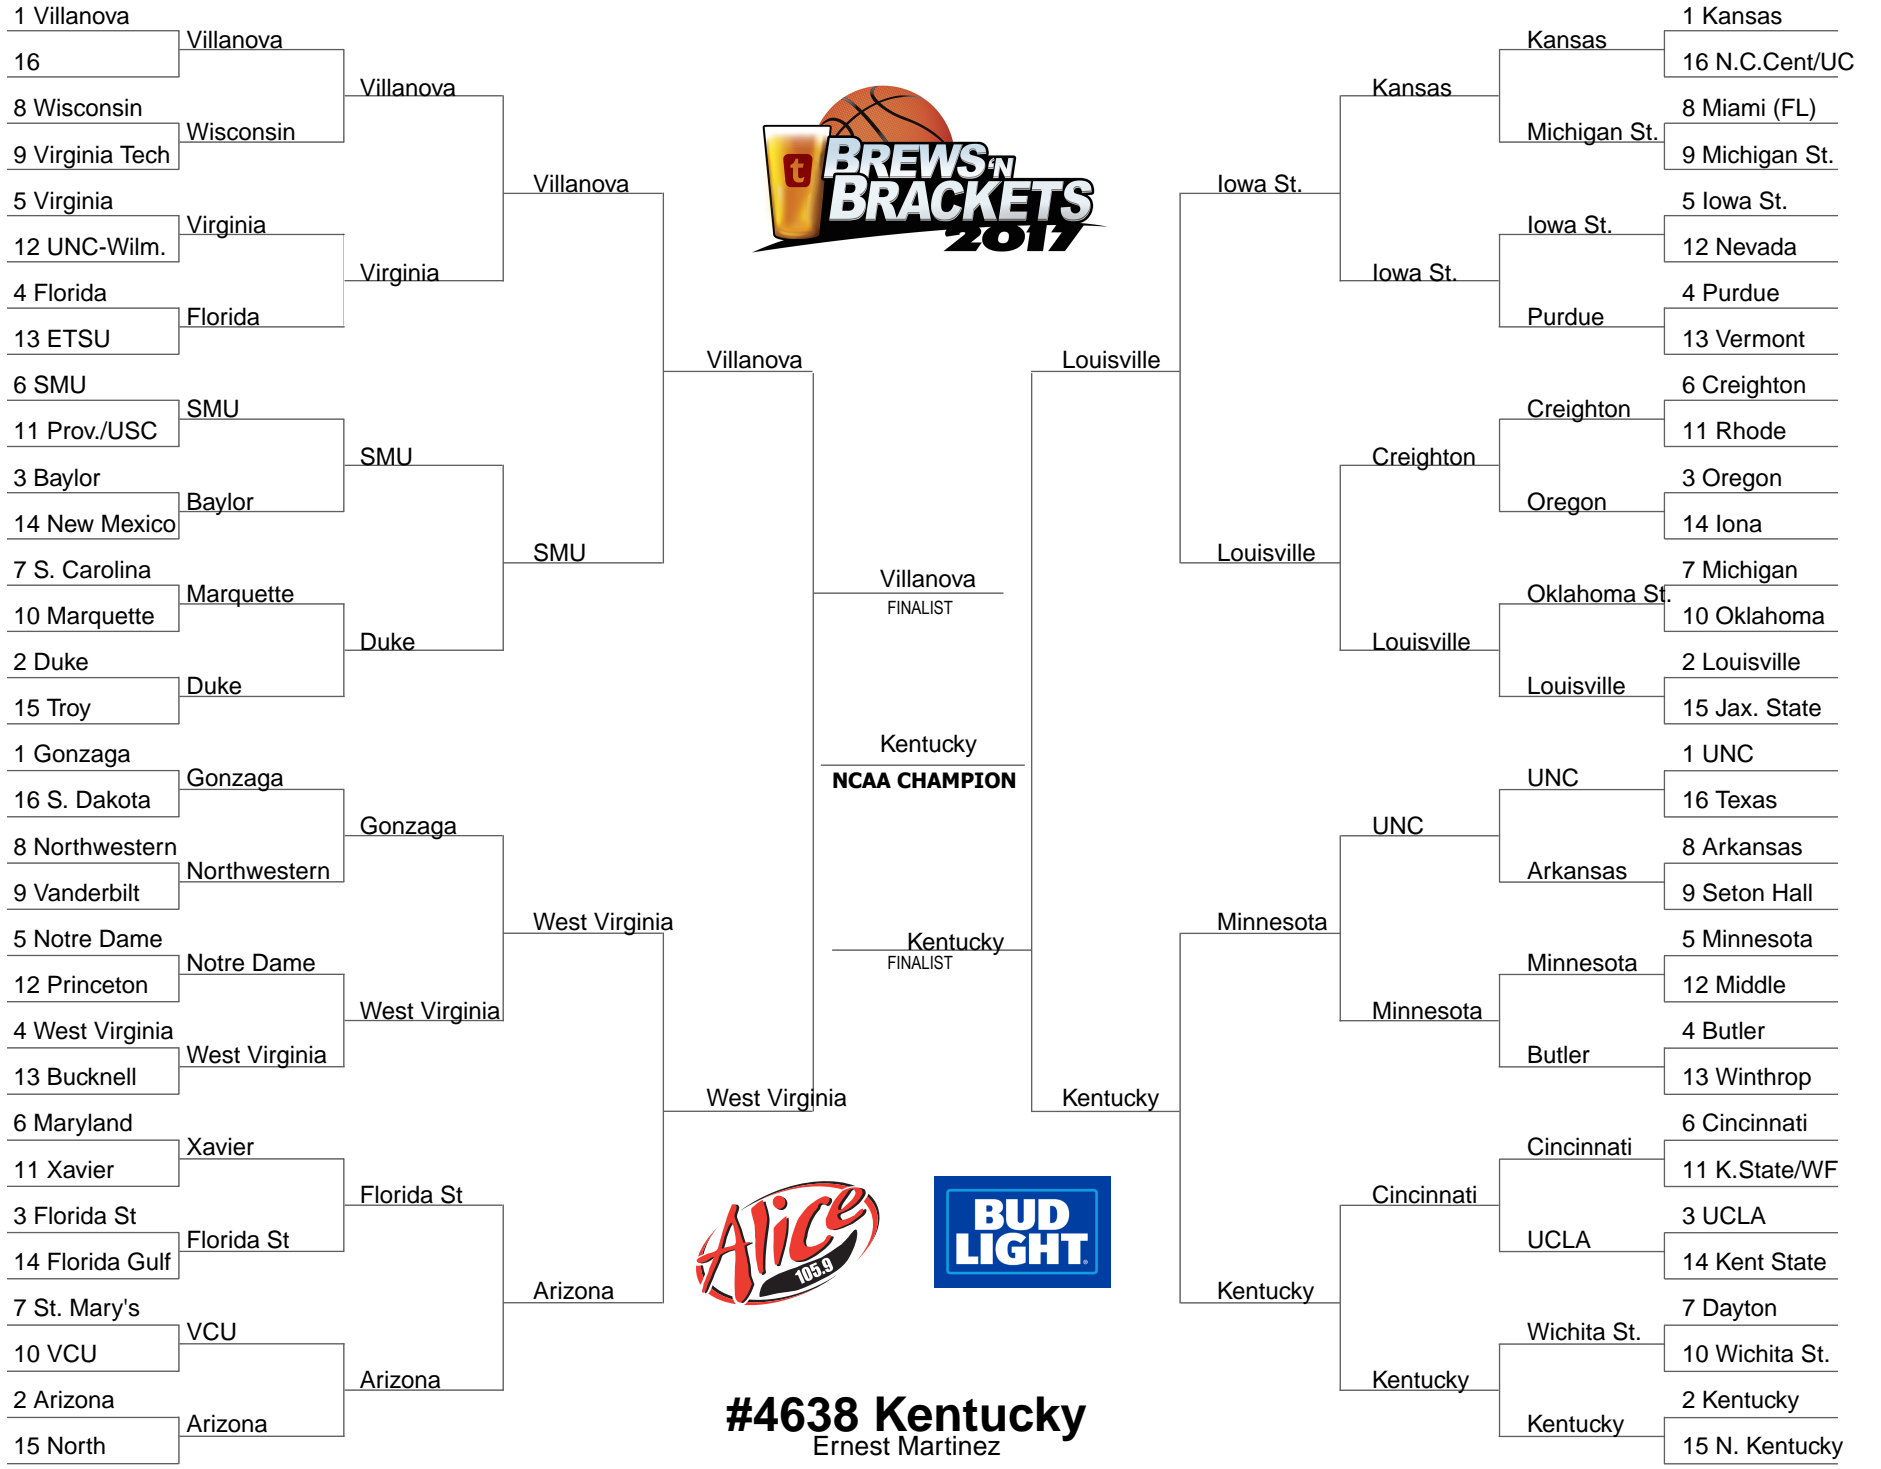 1 Villanova
16
8 Wisconsin
9 Virginia Tech
5 Virginia
12 UNC-Wilm.
4 Florida
13 ETSU
6 SMU
11 Prov./USC
3 Baylor
14 New Mexico
7 S. Carolina
10 Marquette
2 Duke
15 Troy
1 Gonzaga
16 S. Dakota
8 Northwestern
9 Vanderbilt
5 Notre Dame
12 Princeton
4 West Virginia
13 Bucknell
6 Maryland
11 Xavier
3 Florida St
14 Florida Gulf
7 St. Mary's
10 VCU
2 Arizona
15 North
Villanova
Wisconsin
Virginia
Florida
SMU
Baylor
Marquette
Duke
Gonzaga
Northwestern
Notre Dame
West Virginia
Xavier
Florida St
VCU
Arizona
Villanova
Virginia
SMU
Duke
Gonzaga
West Virginia
Florida St
Arizona
Villanova
SMU
West Virginia
Arizona
Villanova
West Virginia
t
BREWS 'N
BRACKETS
2017
Villanova
FINALIST
Kentucky
NCAA CHAMPION
Kentucky
FINALIST
Alice
105.9
BUD
LIGHT
#4638 Kentucky
Ernest Martinez
Louisville
Kentucky
Iowa St.
Louisville
Minnesota
Kentucky
Kansas
Iowa St.
Creighton
Louisville
UNC
Minnesota
Cincinnati
Kentucky
Kansas
Michigan St.
Iowa St.
Purdue
Creighton
Oregon
Oklahoma St.
Louisville
UNC
Arkansas
Minnesota
Butler
Cincinnati
UCLA
Wichita St.
Kentucky
1 Kansas
16 N.C.Cent/UC
8 Miami (FL)
9 Michigan St.
5 Iowa St.
12 Nevada
4 Purdue
13 Vermont
6 Creighton
11 Rhode
3 Oregon
14 Iona
7 Michigan
10 Oklahoma
2 Louisville
15 Jax. State
1 UNC
16 Texas
8 Arkansas
9 Seton Hall
5 Minnesota
12 Middle
4 Butler
13 Winthrop
6 Cincinnati
11 K.State/WF
3 UCLA
14 Kent State
7 Dayton
10 Wichita St.
2 Kentucky
15 N. Kentucky